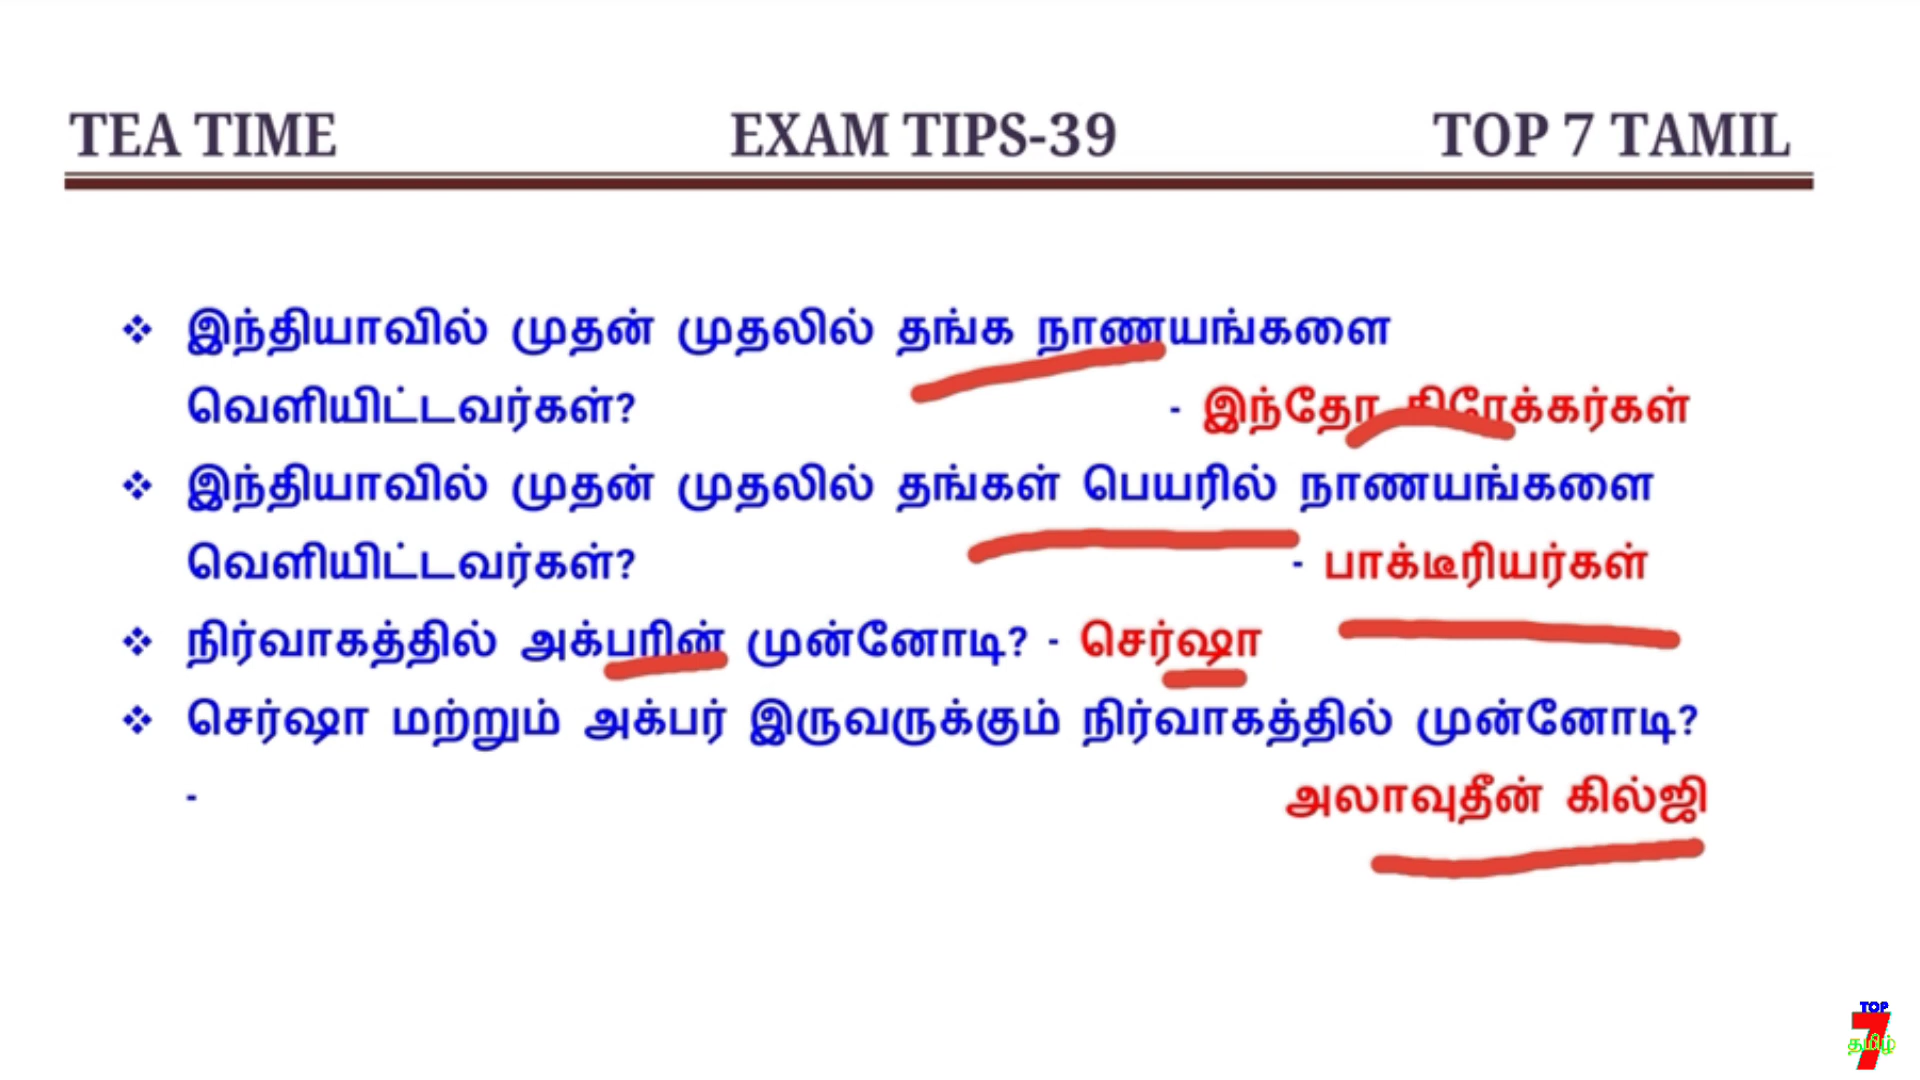 TEA TIME EXAM TIPS-39 TOP 7 TAMIL
❖ இந்தியாவில் முதன் முதலில் தங்க நாணயங்களை
வெளியிட்டவர்கள்? - இந்தோ கிரேக்கர்கள்
❖ இந்தியாவில் முதன் முதலில் தங்கள் பெயரில் நாணயங்களை
வெளியிட்டவர்கள்? - பாக்டீரியர்கள்
❖ நிர்வாகத்தில் அக்பரின் முன்னோடி? - செர்ஷா
❖ செர்ஷா மற்றும் அக்பர் இருவருக்கும் நிர்வாகத்தில் முன்னோடி?
- அலாவுதீன் கில்ஜி
TOP
7
தமிழ்